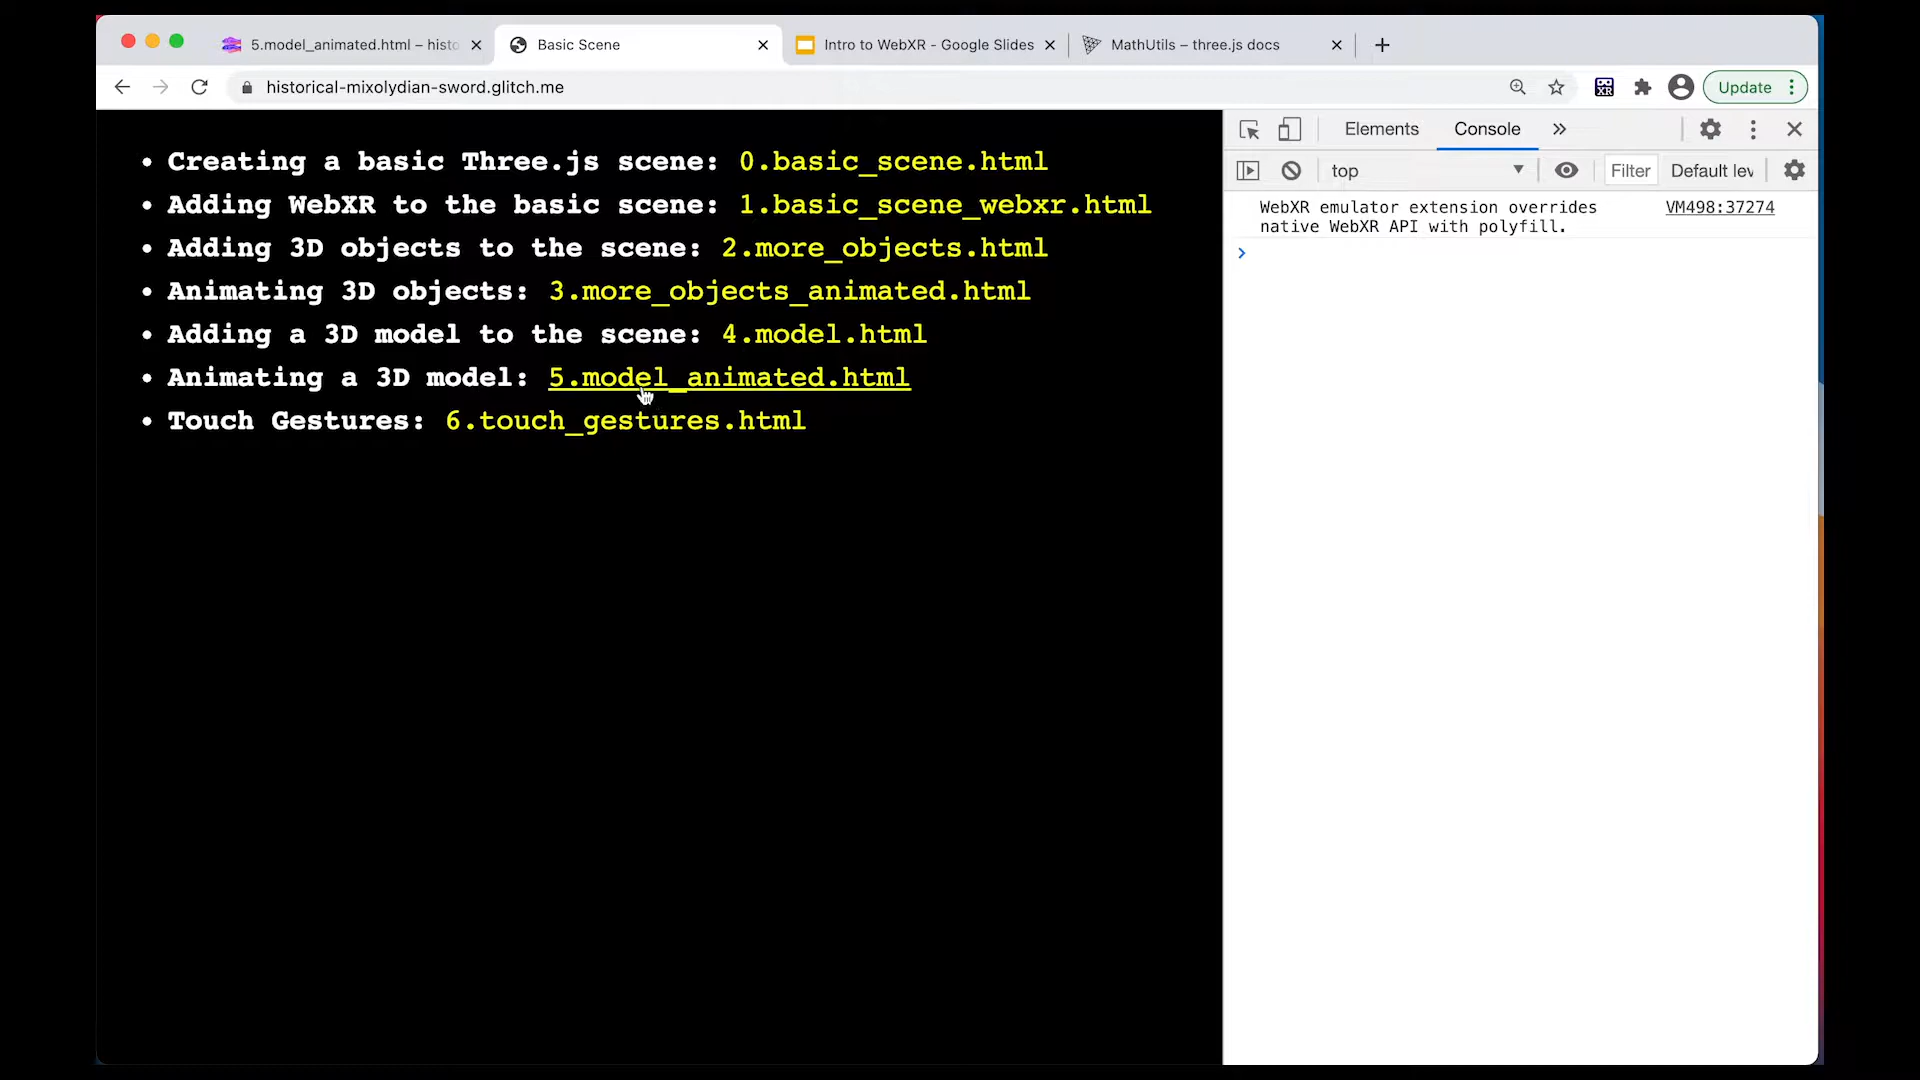 5.model_animated.html – histo
Basic Scene
Intro to WebXR - Google Slides
MathUtils – three.js docs
historical-mixolydian-sword.glitch.me
XR
Update
• Creating a basic Three.js scene: 0.basic_scene.html
• Adding WebXR to the basic scene: 1.basic_scene_webxr.html
• Adding 3D objects to the scene: 2.more_objects.html
• Animating 3D objects: 3.more_objects_animated.html
• Adding a 3D model to the scene: 4.model.html
• Animating a 3D model: 5.model_animated.html
• Touch Gestures: 6.touch_gestures.html
Elements Console
top Filter Default lev
WebXR emulator extension overrides VM498:37274
native WebXR API with polyfill.